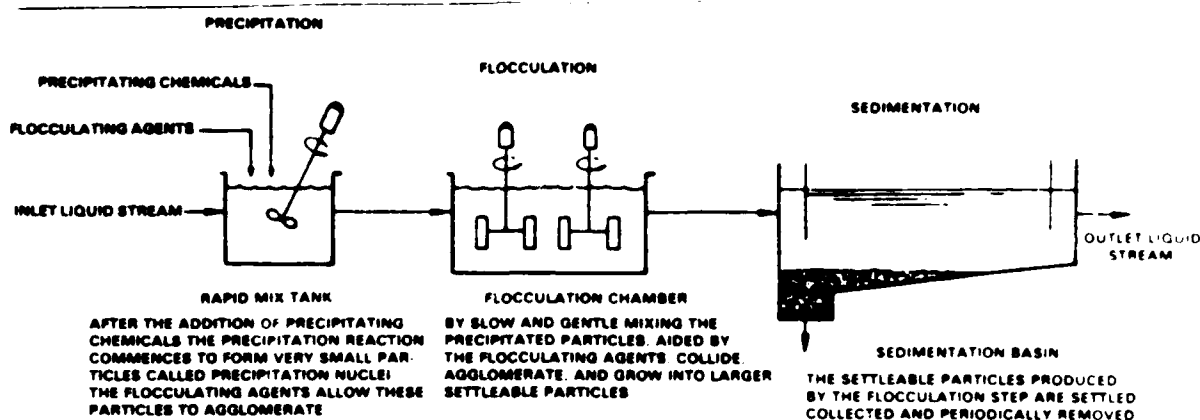 PRECIPITATION
PRECIPITATING CHEMICALS
FLOCCULATING AGENTS
INLET LIQUID STREAM
RAPID MIX TANK
AFTER THE ADDITION OF PRECIPITATING
CHEMICALS THE PRECIPITATION REACTION
COMMENCES TO FORM VERY SMALL PAR-
TICLES CALLED PRECIPITATION NUCLEI
THE FLOCCULATING AGENTS ALLOW THESE
PARTICLES TO AGGLOMERATE
FLOCCULATION
FLOCCULATION CHAMBER
BY SLOW AND GENTLE MIXING THE
PRECIPITATED PARTICLES, AIDED BY
THE FLOCCULATING AGENTS, COLLIDE,
AGGLOMERATE, AND GROW INTO LARGER
SETTLEABLE PARTICLES
SEDIMENTATION
OUTLET LIQUID
STREAM
SEDIMENTATION BASIN
THE SETTLEABLE PARTICLES PRODUCED
BY THE FLOCCULATION STEP ARE SETTLED
COLLECTED AND PERIODICALLY REMOVED